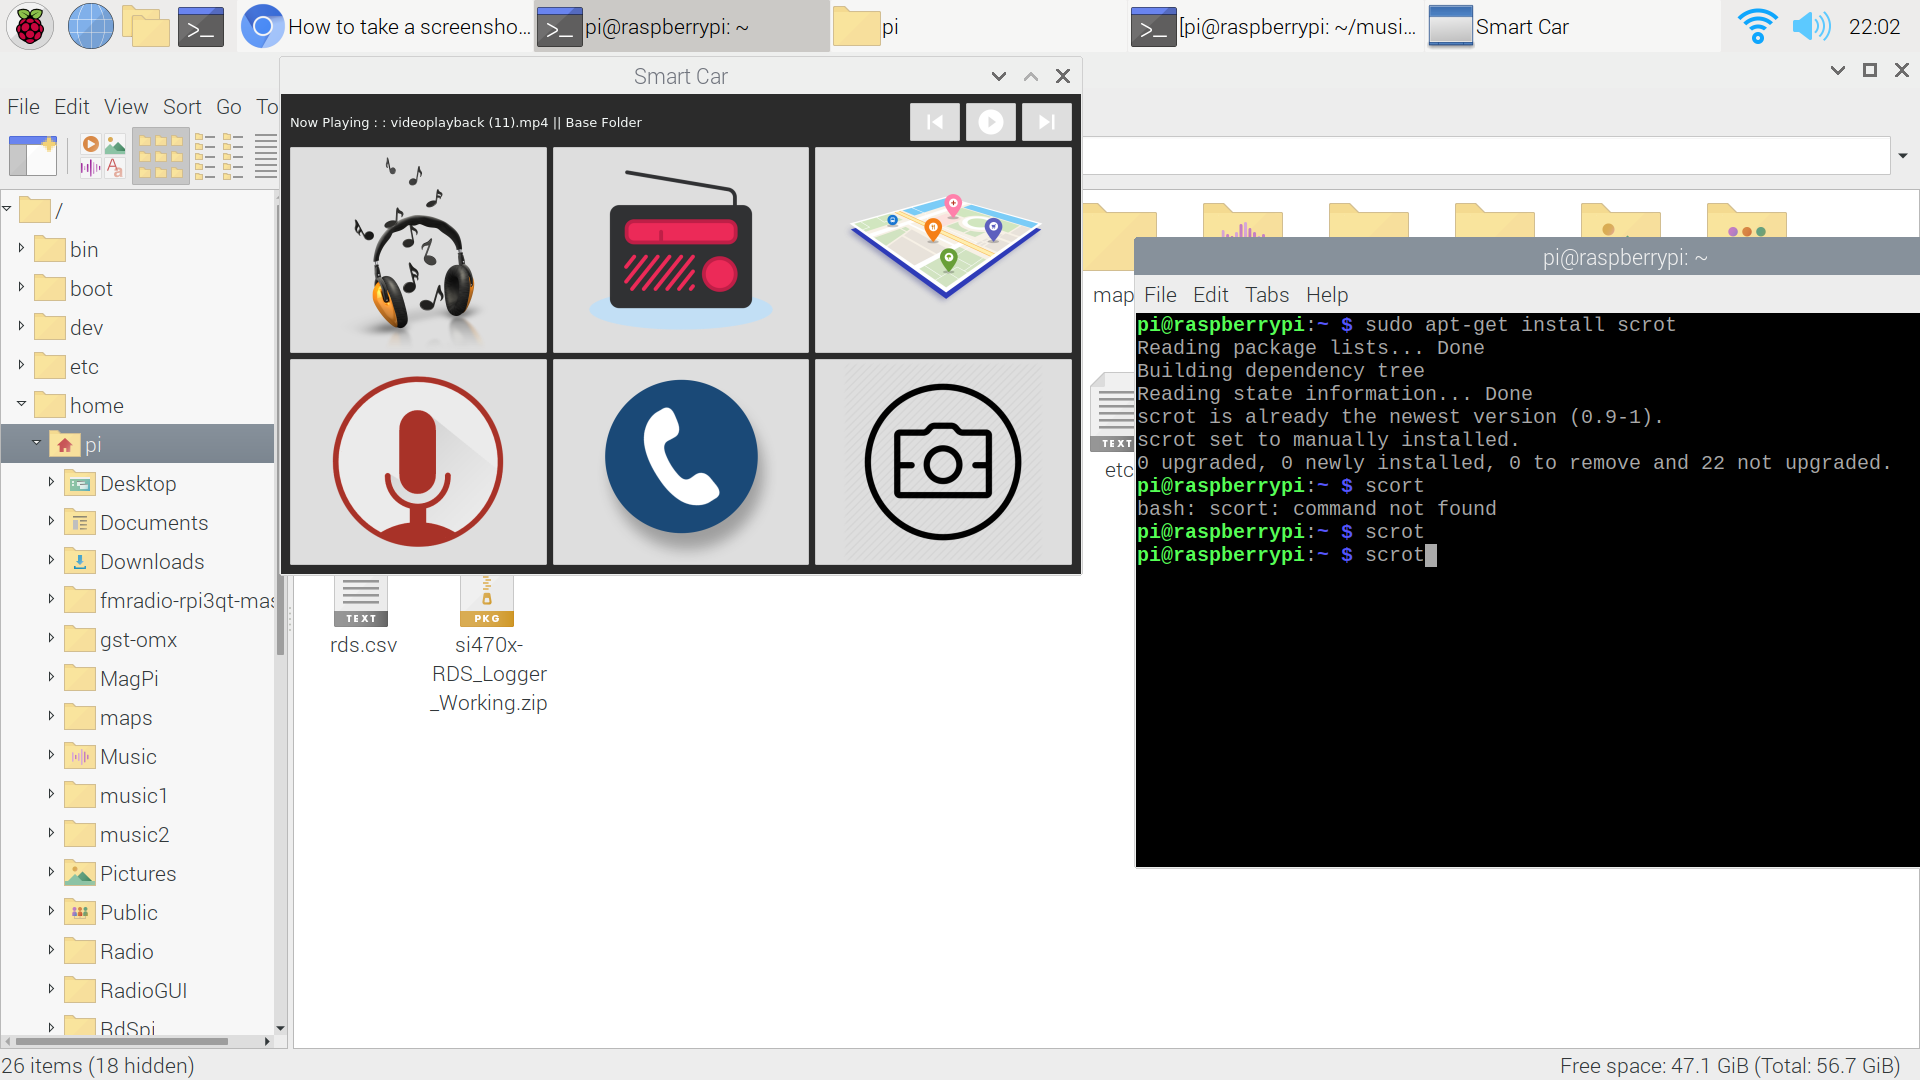 How to take a screensho...
pi@raspberrypi: ~
pi
[pi@raspberrypi: ~/musi...
Smart Car
22:02
Smart Car
File Edit View Sort Go To
Now Playing : : videoplayback (11).mp4 || Base Folder
/
bin
boot
dev
etc
home
pi
Desktop
Documents
Downloads
fmradio-rpi3qt-mas
gst-omx
MagPi
maps
Music
music1
music2
Pictures
Public
Radio
RadioGUI
RdSpi
map
TEXT
etc
TEXT
rds.csv
PKG
si470x-
RDS_Logger
_Working.zip
pi@raspberrypi: ~
File Edit Tabs Help
pi@raspberrypi:~ $ sudo apt-get install scrot
Reading package lists... Done
Building dependency tree
Reading state information... Done
scrot is already the newest version (0.9-1).
scrot set to manually installed.
0 upgraded, 0 newly installed, 0 to remove and 22 not upgraded.
pi@raspberrypi:~ $ scort
bash: scort: command not found
pi@raspberrypi:~ $ scrot
pi@raspberrypi:~ $ scrot
26 items (18 hidden)
Free space: 47.1 GiB (Total: 56.7 GiB)